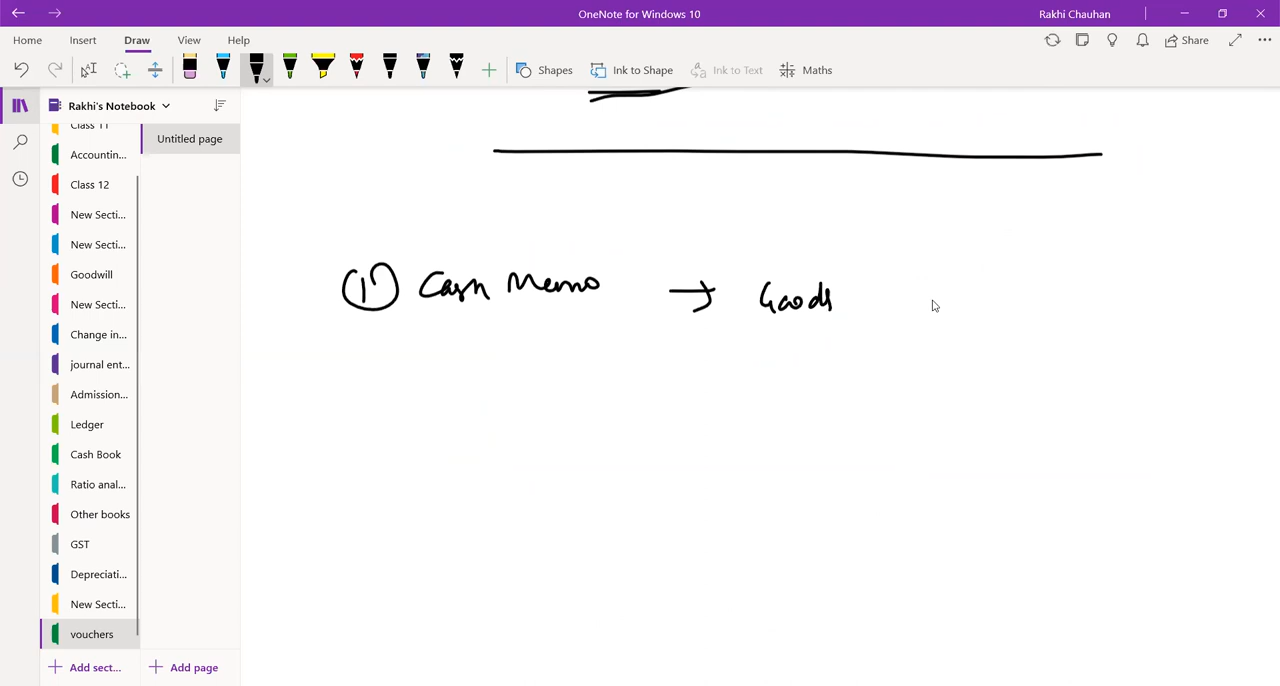 OneNote for Windows 10
Rakhi Chauhan
Home Insert Draw View Help
Share
Shapes Ink to Shape Ink to Text Maths
Rakhi's Notebook
Untitled page
Class 11
Accountin...
Class 12
New Secti...
New Secti...
Goodwill
New Secti...
Change in...
journal ent...
Admission...
Ledger
Cash Book
Ratio anal...
Other books
GST
Depreciati...
New Secti...
vouchers
Add sect...
Add page
① Cash Memo → Goods